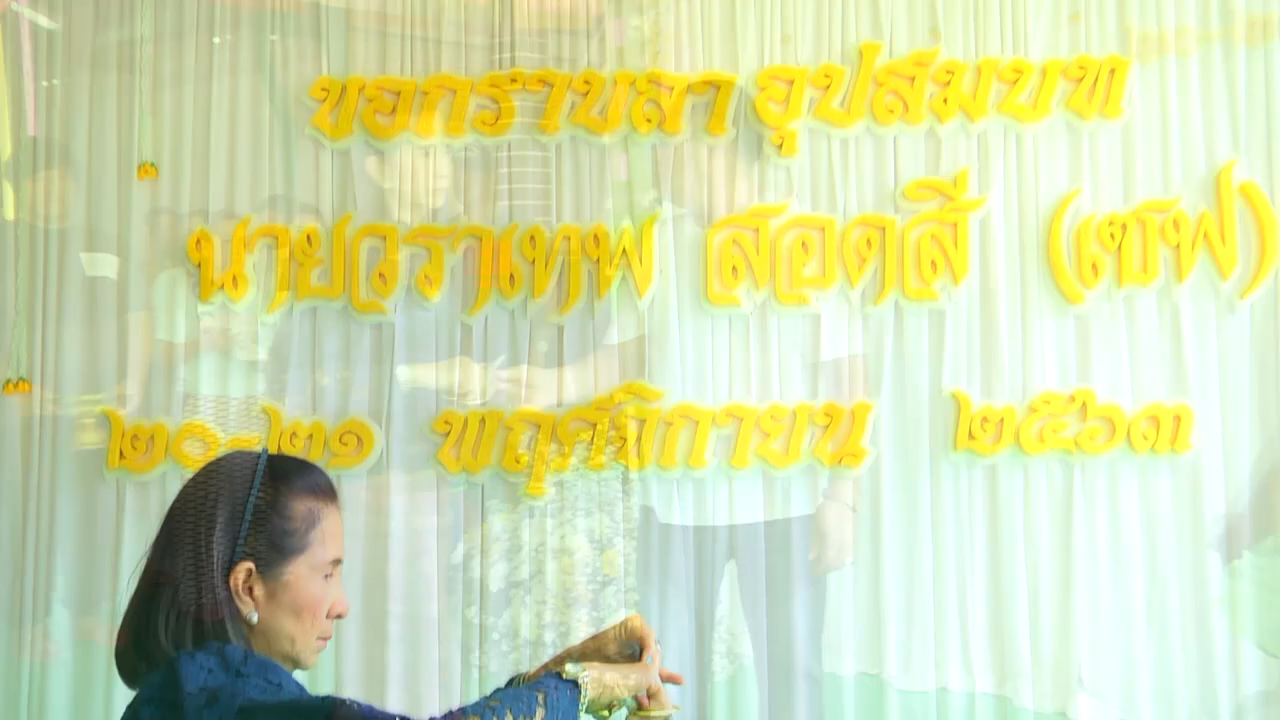 ขอกราบลา อุปสมบท
นายวราเทพ สอดสี (เชฟ)
๒๐-๒๑ พฤศจิกายน ๒๕๖๓